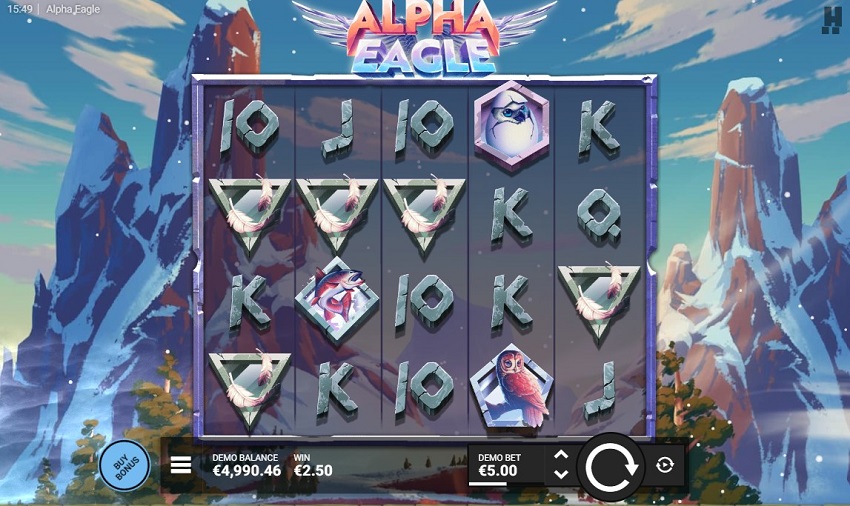 15:49 | Alpha Eagle
ALPHA
EAGLE
10 J 10 K
K Q
K 10 K
K 10 J
BUY
BONUS
DEMO BALANCE WIN DEMO BET
€4,990.46 €2.50 €5.00